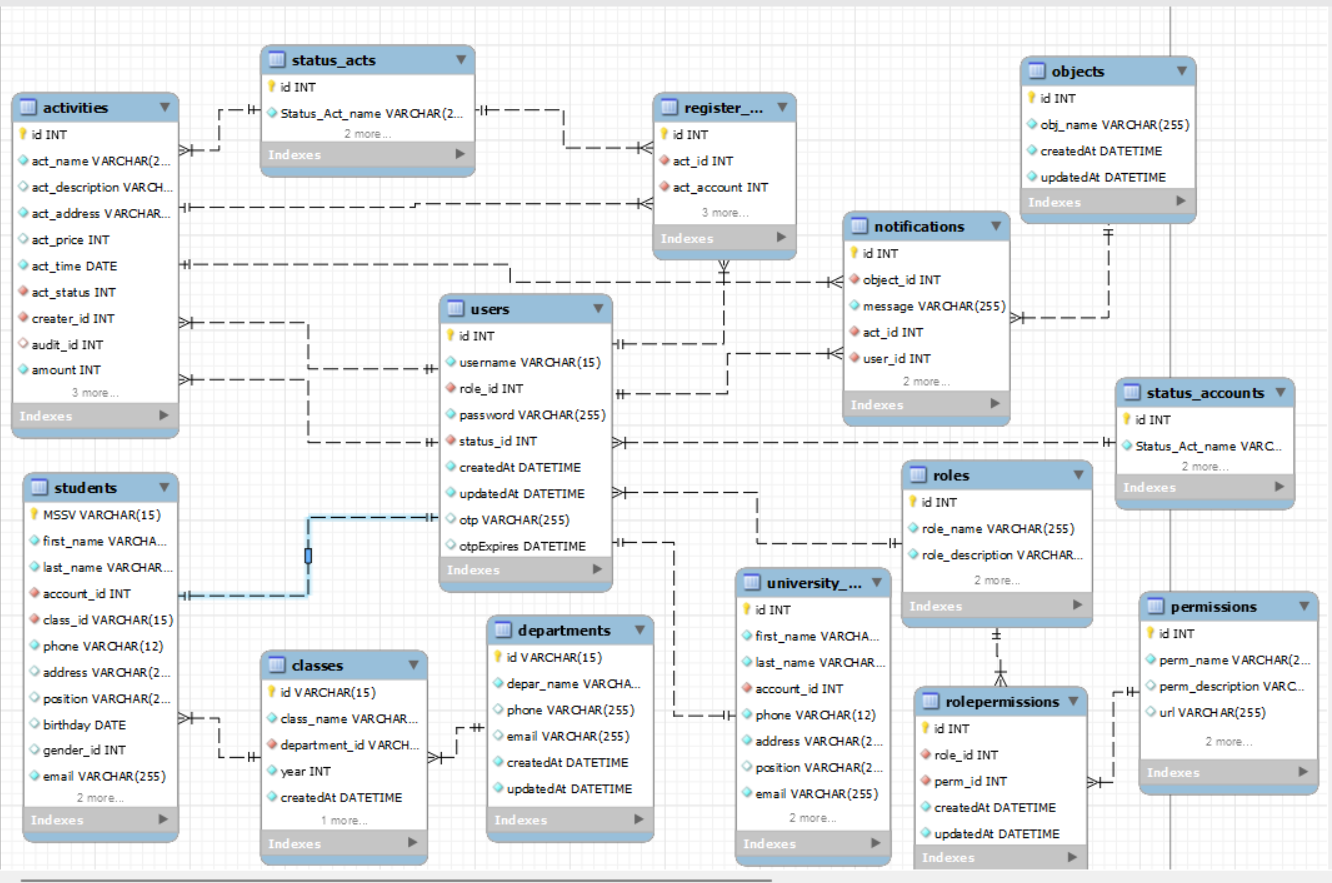 status_acts
id INT
Status_Act_name VARCHAR(2...
2 more...
Indexes
activities
id INT
act_name VARCHAR(2...
act_description VARCH...
act_address VARCHAR...
act_price INT
act_time DATE
act_status INT
creater_id INT
audit_id INT
amount INT
3 more...
Indexes
register_...
id INT
act_id INT
act_account INT
3 more...
Indexes
objects
id INT
obj_name VARCHAR(255)
createdAt DATETIME
updatedAt DATETIME
Indexes
notifications
id INT
object_id INT
message VARCHAR(255)
act_id INT
user_id INT
2 more...
Indexes
users
id INT
username VARCHAR(15)
role_id INT
password VARCHAR(255)
status_id INT
createdAt DATETIME
updatedAt DATETIME
otp VARCHAR(255)
otpExpires DATETIME
Indexes
status_accounts
id INT
Status_Act_name VARC...
2 more...
Indexes
students
MSSV VARCHAR(15)
first_name VARCHA...
last_name VARCHAR...
account_id INT
class_id VARCHAR(15)
phone VARCHAR(12)
address VARCHAR(2...
position VARCHAR(2...
birthday DATE
gender_id INT
email VARCHAR(255)
2 more...
Indexes
roles
id INT
role_name VARCHAR(255)
role_description VARCHAR...
2 more...
Indexes
classes
id VARCHAR(15)
class_name VARCHAR...
department_id VARCH...
year INT
createdAt DATETIME
1 more...
Indexes
departments
id VARCHAR(15)
depar_name VARCHA...
phone VARCHAR(255)
email VARCHAR(255)
createdAt DATETIME
updatedAt DATETIME
Indexes
university_...
id INT
first_name VARCHA...
last_name VARCHAR...
account_id INT
phone VARCHAR(12)
address VARCHAR(2...
position VARCHAR(2...
email VARCHAR(255)
2 more...
Indexes
permissions
id INT
perm_name VARCHAR(2...
perm_description VARC...
url VARCHAR(255)
2 more...
Indexes
rolepermissions
id INT
role_id INT
perm_id INT
createdAt DATETIME
updatedAt DATETIME
Indexes